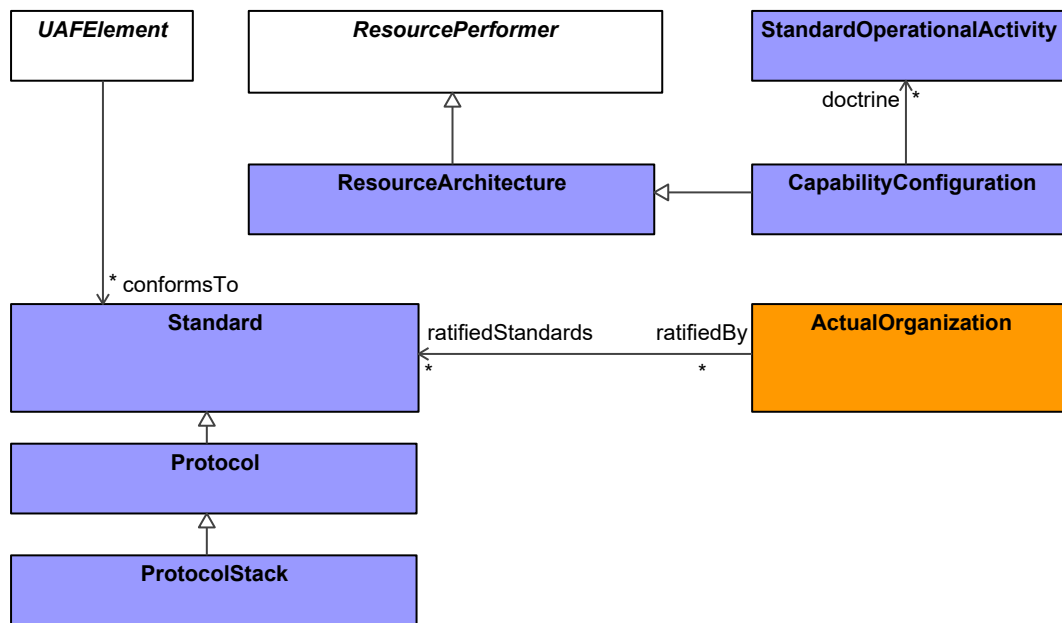 UAFElement
ResourcePerformer
StandardOperationalActivity
doctrine *
ResourceArchitecture
CapabilityConfiguration
* conformsTo
Standard
ratifiedStandards
*
ratifiedBy
*
ActualOrganization
Protocol
ProtocolStack